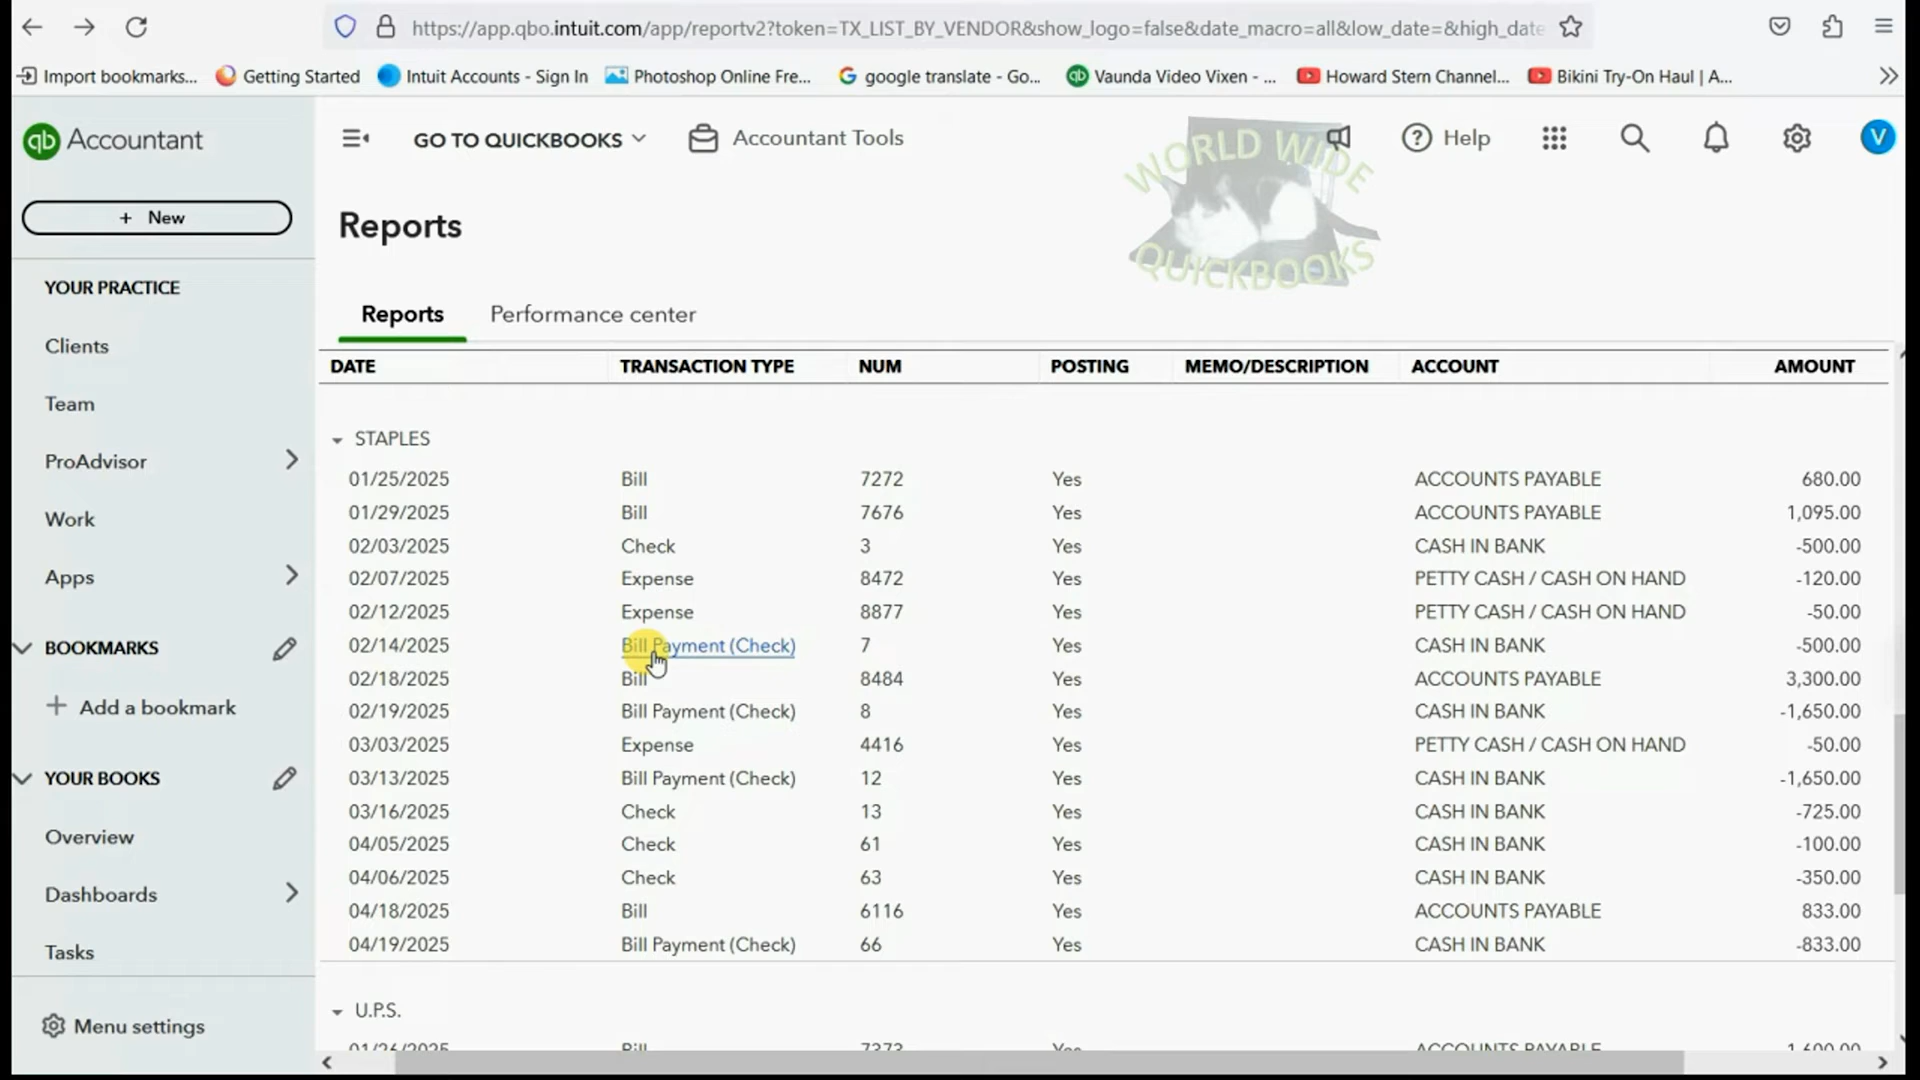 https://app.qbo.intuit.com/app/reportv2?token=TX_LIST_BY_VENDOR&show_logo=false&date_macro=all&low_date=&high_date
Import bookmarks... Getting Started Intuit Accounts - Sign In Photoshop Online Fre... google translate - Go... Vaunda Video Vixen - ... Howard Stern Channel... Bikini Try-On Haul | A...
qb Accountant
GO TO QUICKBOOKS Accountant Tools Help V
WORLD WIDE
QUICKBOOKS
+ New
Reports
YOUR PRACTICE
Clients
Team
ProAdvisor
Work
Apps
BOOKMARKS
+ Add a bookmark
YOUR BOOKS
Overview
Dashboards
Tasks
Menu settings
Reports Performance center
DATE TRANSACTION TYPE NUM POSTING MEMO/DESCRIPTION ACCOUNT AMOUNT
STAPLES
01/25/2025 Bill 7272 Yes ACCOUNTS PAYABLE 680.00
01/29/2025 Bill 7676 Yes ACCOUNTS PAYABLE 1,095.00
02/03/2025 Check 3 Yes CASH IN BANK -500.00
02/07/2025 Expense 8472 Yes PETTY CASH / CASH ON HAND -120.00
02/12/2025 Expense 8877 Yes PETTY CASH / CASH ON HAND -50.00
02/14/2025 Bill Payment (Check) 7 Yes CASH IN BANK -500.00
02/18/2025 Bill 8484 Yes ACCOUNTS PAYABLE 3,300.00
02/19/2025 Bill Payment (Check) 8 Yes CASH IN BANK -1,650.00
03/03/2025 Expense 4416 Yes PETTY CASH / CASH ON HAND -50.00
03/13/2025 Bill Payment (Check) 12 Yes CASH IN BANK -1,650.00
03/16/2025 Check 13 Yes CASH IN BANK -725.00
04/05/2025 Check 61 Yes CASH IN BANK -100.00
04/06/2025 Check 63 Yes CASH IN BANK -350.00
04/18/2025 Bill 6116 Yes ACCOUNTS PAYABLE 833.00
04/19/2025 Bill Payment (Check) 66 Yes CASH IN BANK -833.00
U.P.S.
01/26/2025 Bill 7373 Yes ACCOUNTS PAYABLE 1,600.00